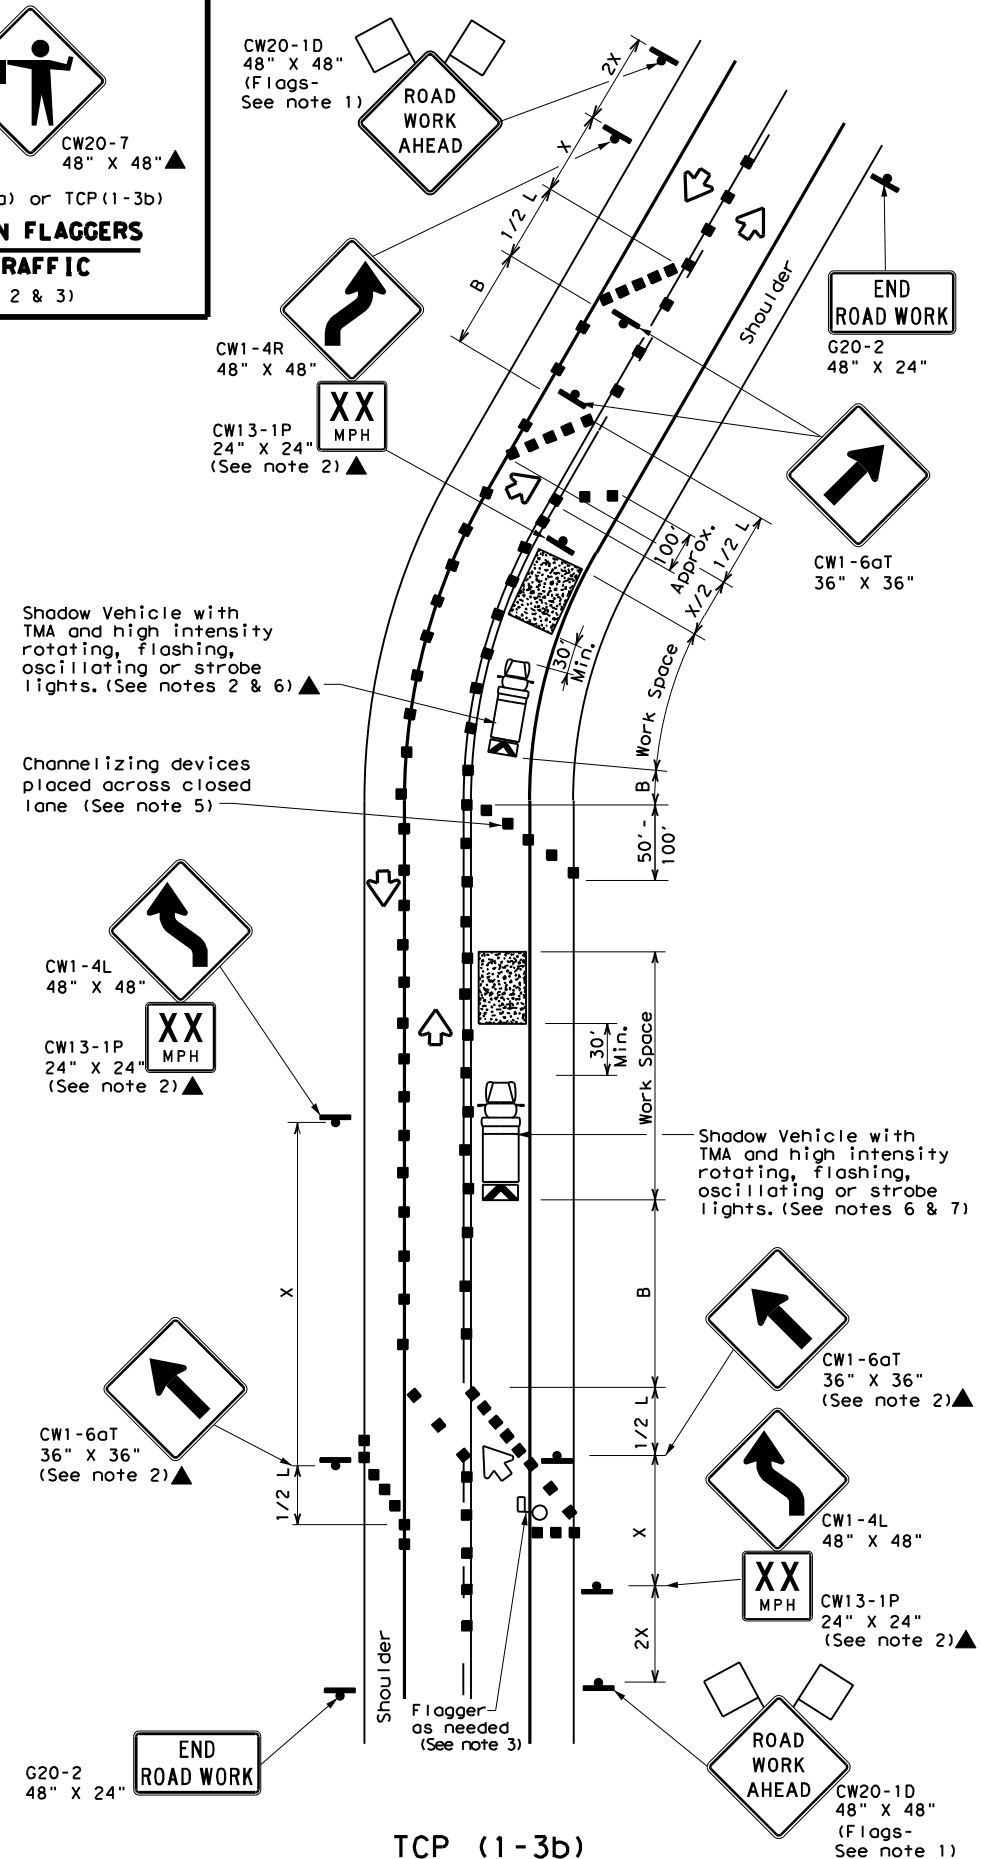 CW20-7
48" X 48"
a) or TCP(1-3b)
N FLAGGERS
RAFFIC
2 & 3)
CW20-1D
48" X 48"
(Flags-
See note 1)
ROAD
WORK
AHEAD
2X
X
1/2 L
B
CW1-4R
48" X 48"
XX
MPH
CW13-1P
24" X 24"
(See note 2)
Shoulder
END
ROAD WORK
G20-2
48" X 24"
CW1-6aT
36" X 36"
100'
Approx.
1/2 L
X/2
Shadow Vehicle with
TMA and high intensity
rotating, flashing,
oscillating or strobe
lights. (See notes 2 & 6)
30'
Min.
Work Space
B
Channelizing devices
placed across closed
lane (See note 5)
50' -
100'
CW1-4L
48" X 48"
XX
MPH
CW13-1P
24" X 24"
(See note 2)
30'
Min.
Work Space
Shadow Vehicle with
TMA and high intensity
rotating, flashing,
oscillating or strobe
lights. (See notes 6 & 7)
X
B
CW1-6aT
36" X 36"
(See note 2)
1/2 L
CW1-6aT
36" X 36"
(See note 2)
1/2 L
X
CW1-4L
48" X 48"
XX
MPH
CW13-1P
24" X 24"
(See note 2)
2X
Shoulder
Flagger
as needed
(See note 3)
END
ROAD WORK
G20-2
48" X 24"
ROAD
WORK
AHEAD
CW20-1D
48" X 48"
(Flags-
See note 1)
TCP (1-3b)